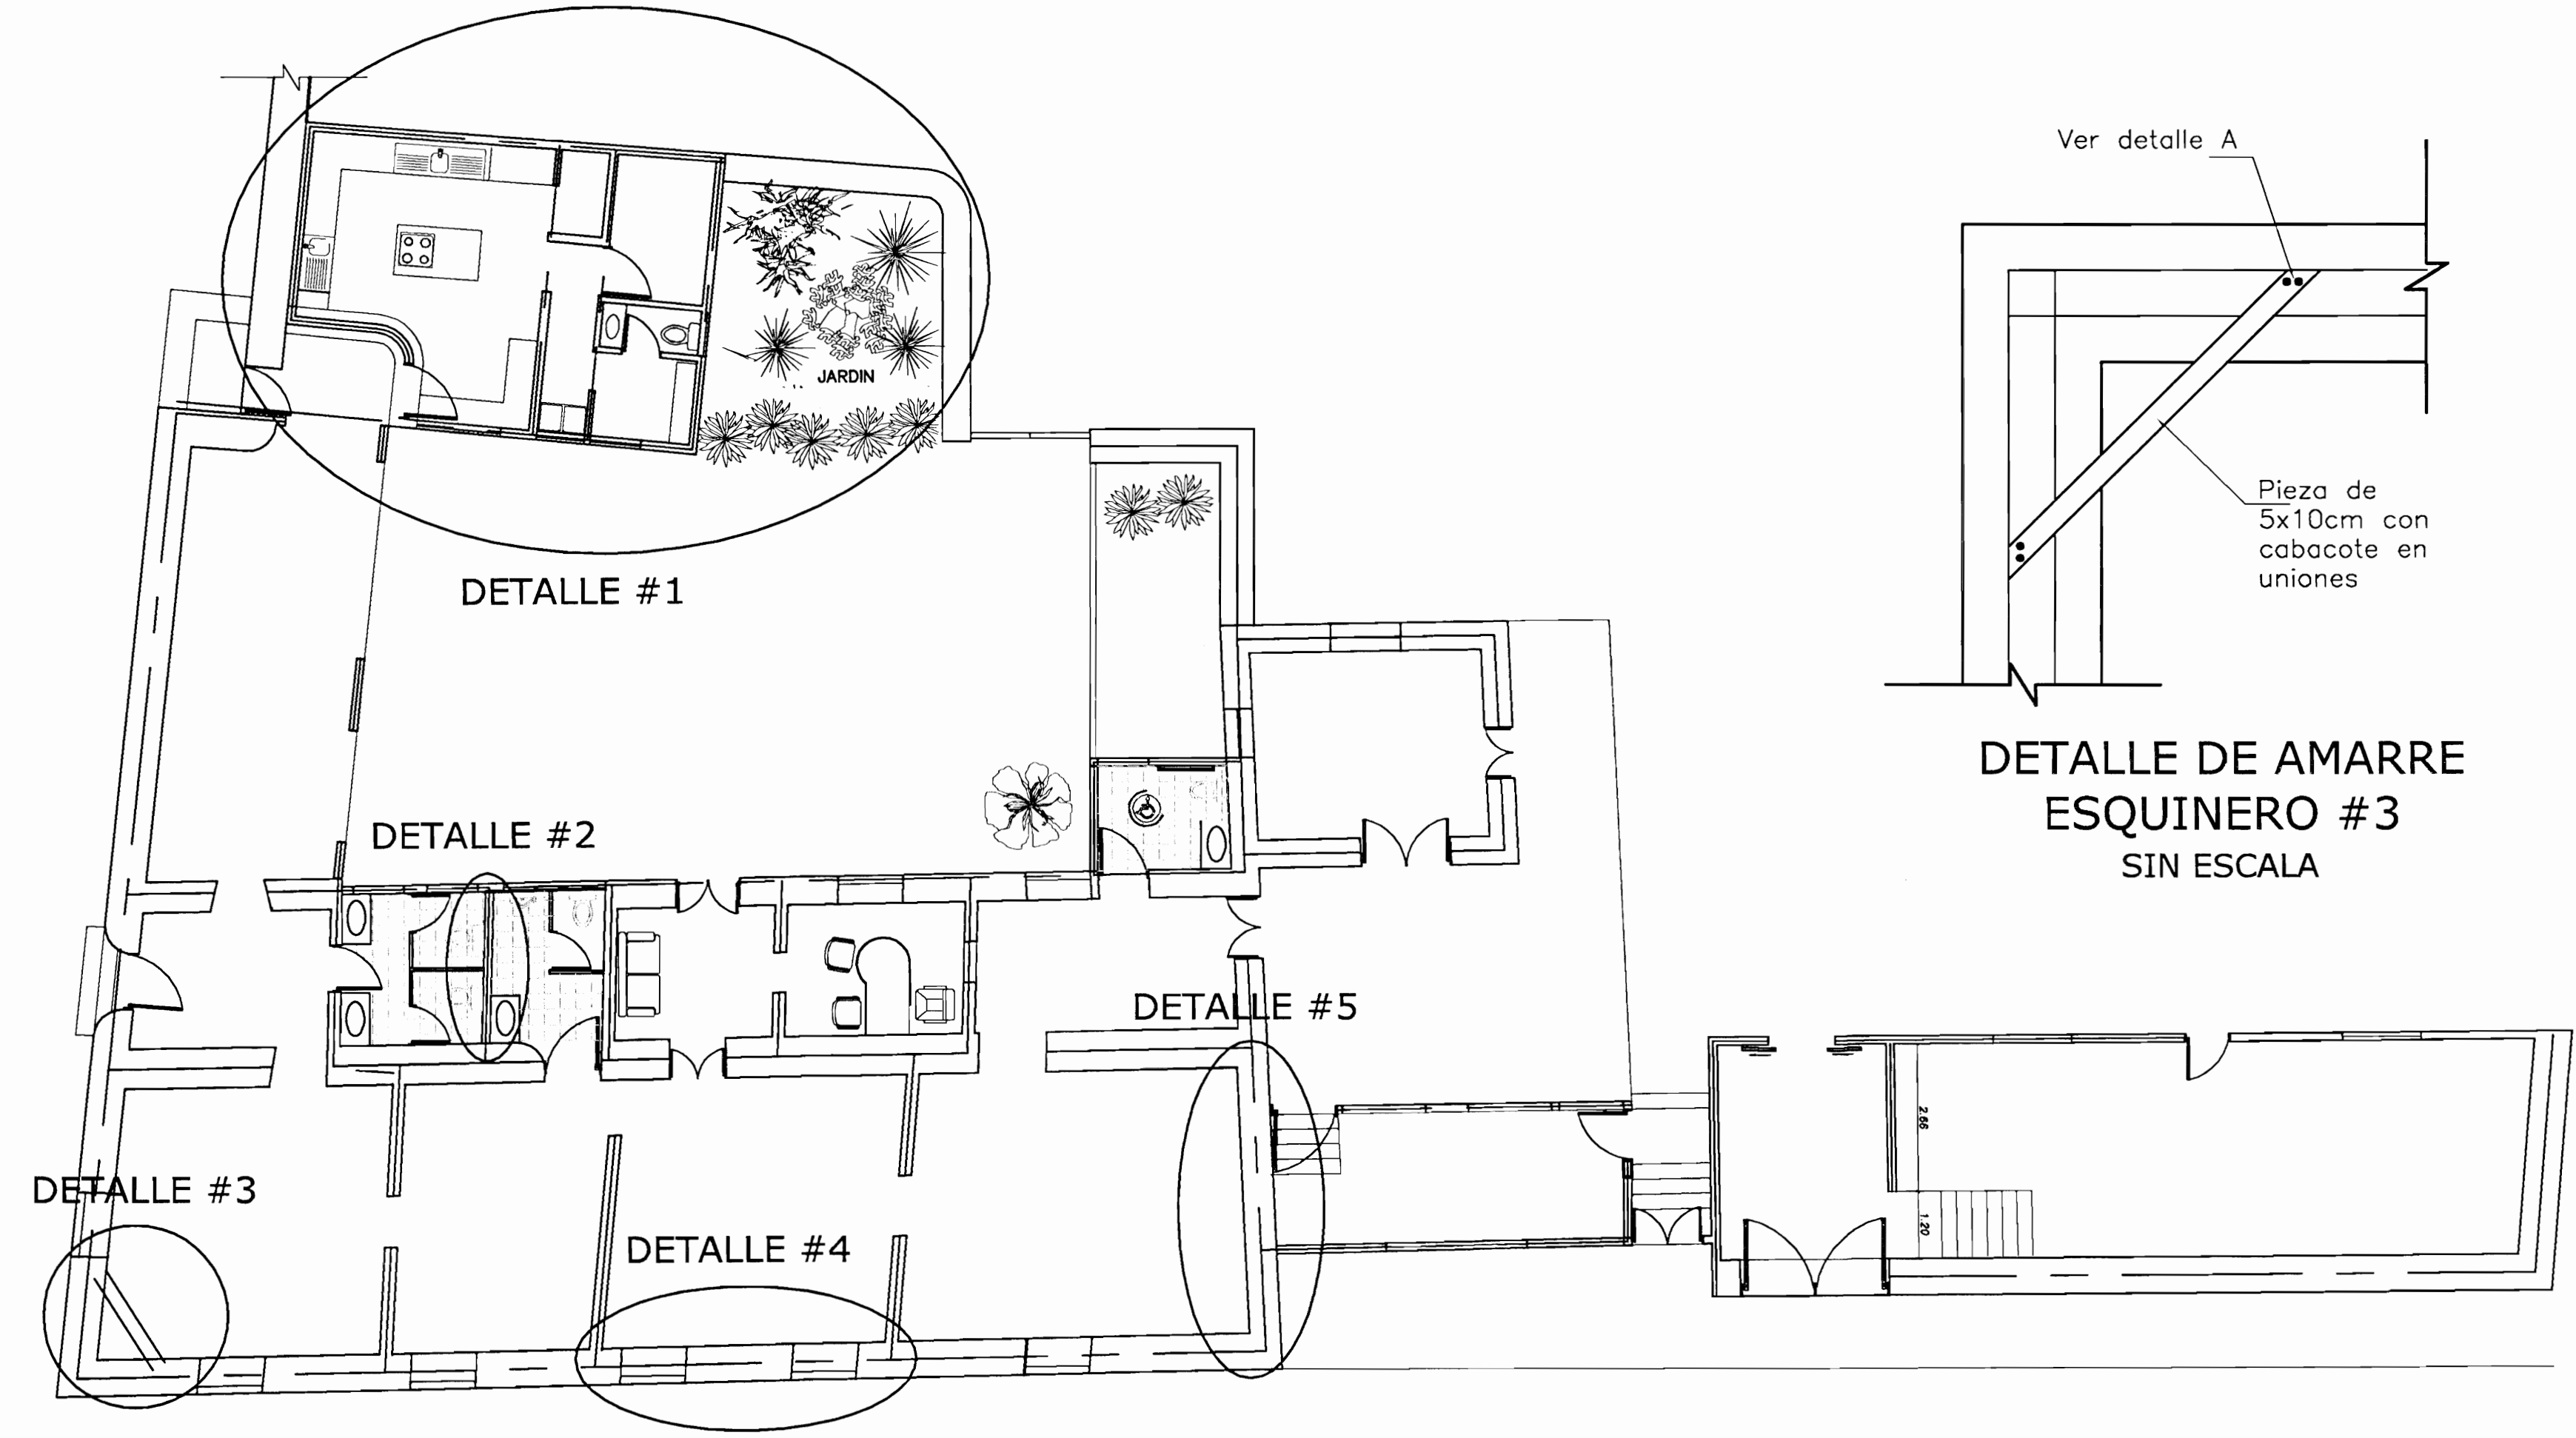 Ver detalle A
JARDIN
Pieza de
5x10cm con
cabacote en
uniones
DETALLE #1
DETALLE DE AMARRE
ESQUINERO #3
SIN ESCALA
DETALLE #2
DETALLE #5
2.66
1.20
DETALLE #3
DETALLE #4